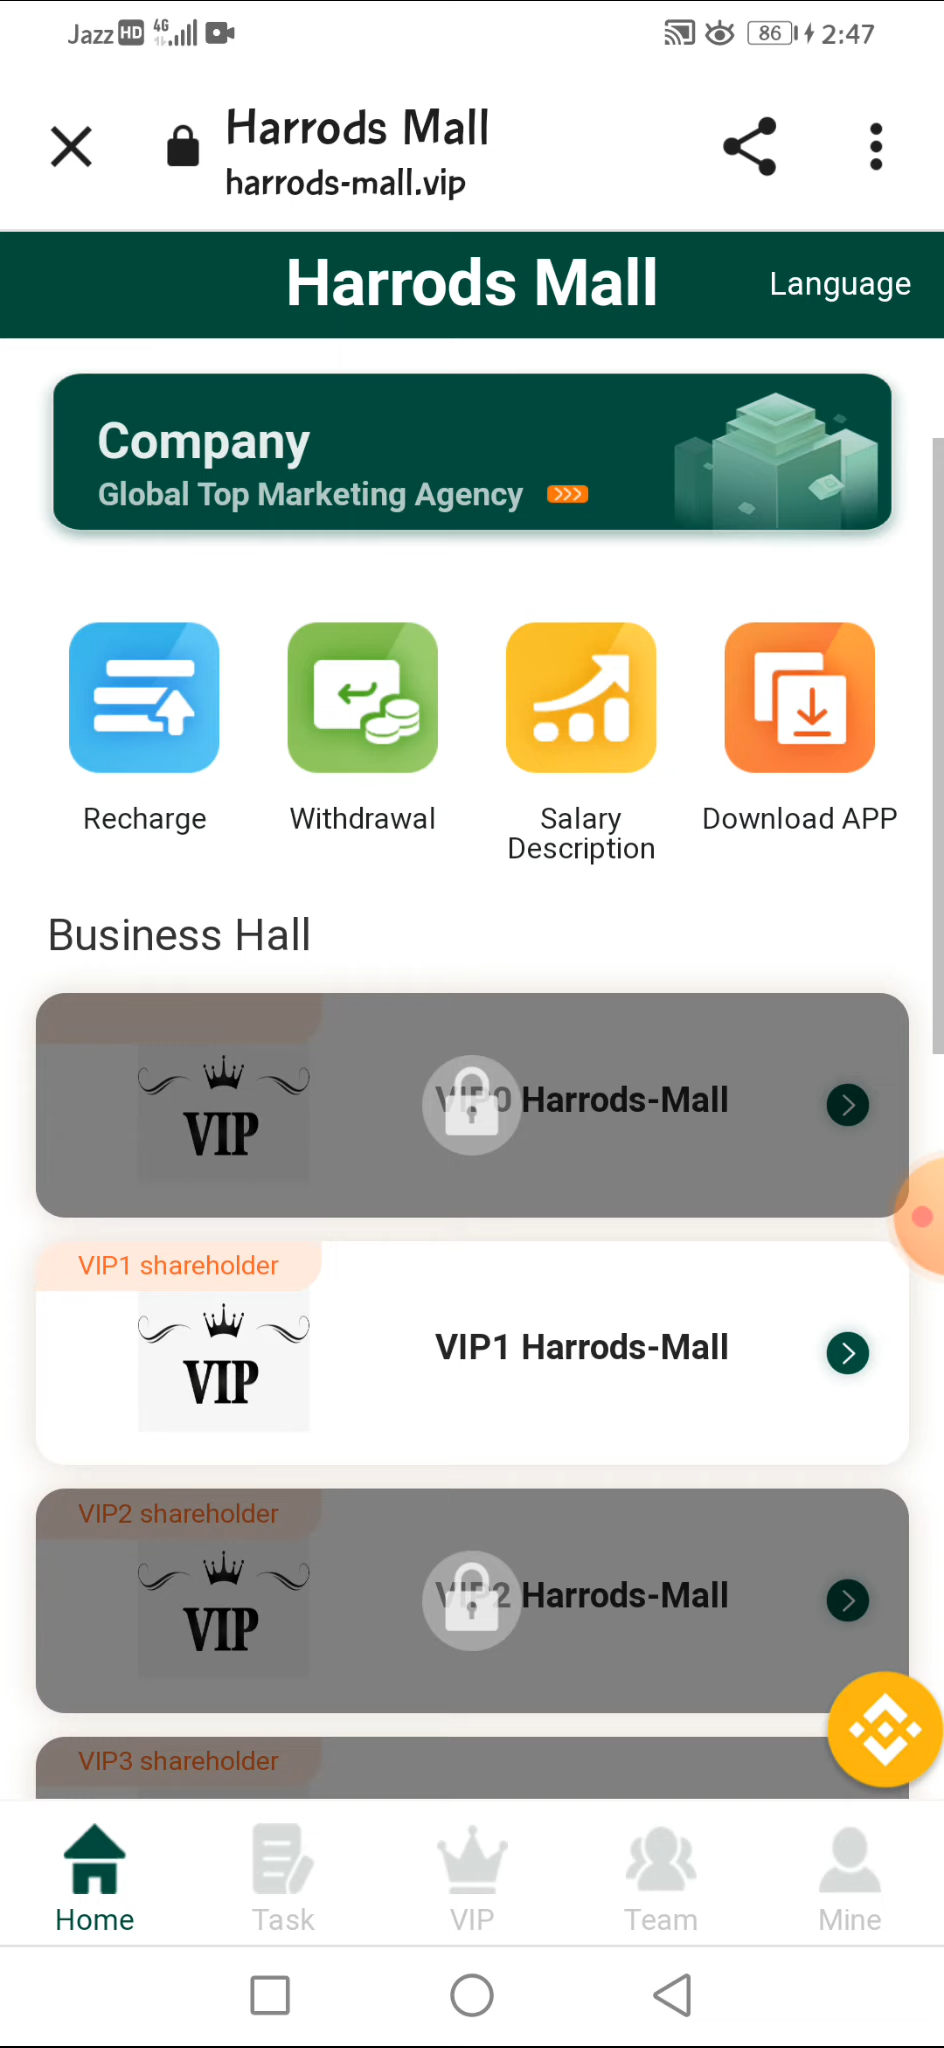 Jazz HD 4G 86 2:47
Harrods Mall
harrods-mall.vip
Harrods Mall
Language
Company
Global Top Marketing Agency
Recharge
Withdrawal
Salary
Description
Download APP
Business Hall
VIP
VIP0 Harrods-Mall
VIP1 shareholder
VIP
VIP1 Harrods-Mall
VIP2 shareholder
VIP
VIP2 Harrods-Mall
VIP3 shareholder
Home
Task
VIP
Team
Mine